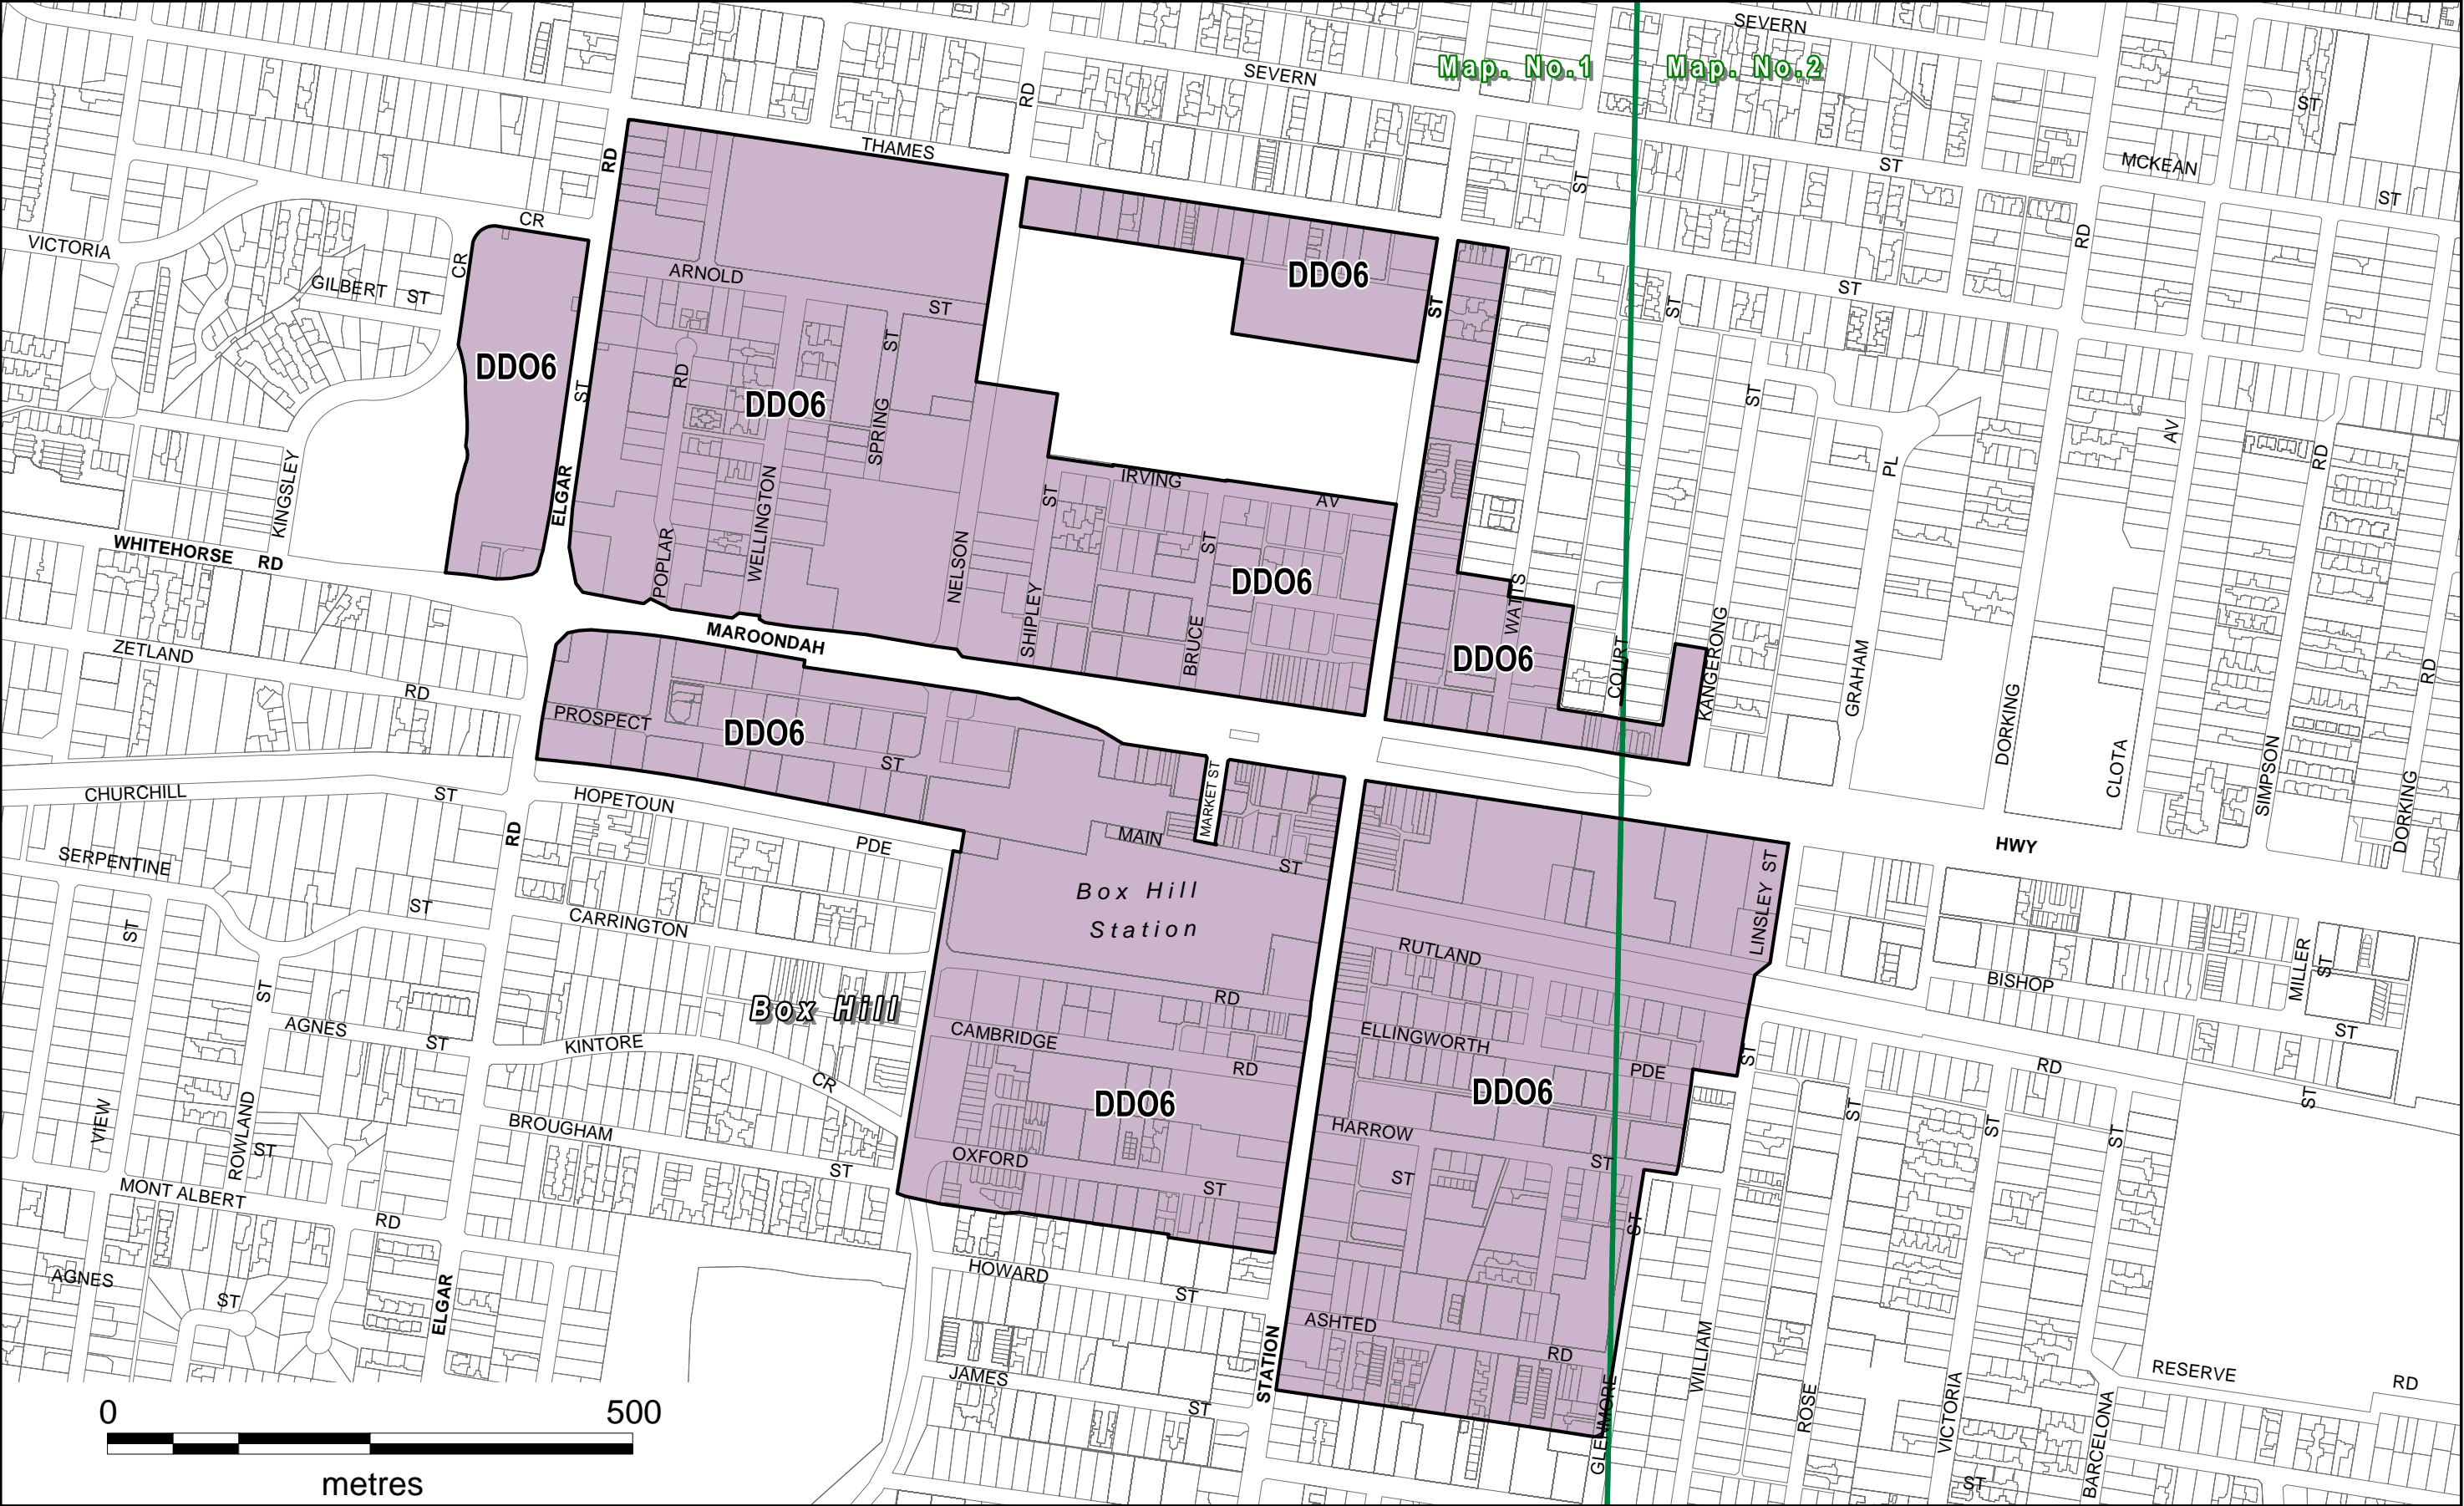 SEVERN
Map. No.1
Map. No.2
SEVERN
RD
ST
THAMES
RD
ST
MCKEAN
ST
ST
CR
VICTORIA
CR
GILBERT ST
ARNOLD
ST
DDO6
ST
ST
ST
RD
DDO6
ST
RD
DDO6
SPRING
ST
ST
AV
RD
KINGSLEY
ELGAR
WELLINGTON
POPLAR
NELSON
ST
IRVING
AV
ST
DDO6
SHIPLEY
BRUCE
PL
WHITEHORSE RD
MAROONDAH
WATTS
DDO6
COURT
KANGERONG
GRAHAM
DORKING
CLOTA
SIMPSON
RD
DORKING
ZETLAND
RD
PROSPECT
DDO6
ST
MARKET ST
CHURCHILL
ST
HOPETOUN
PDE
RD
MAIN
ST
HWY
SERPENTINE
Box Hill
Station
LINSLEY ST
ST
ST
CARRINGTON
RUTLAND
MILLER
ST
BISHOP
ST
Box Hill
RD
ST
AGNES
ST
KINTORE
CR
CAMBRIDGE
RD
ELLINGWORTH
PDE
ST
RD
DDO6
DDO6
ST
ST
ST
ST
VIEW
ROWLAND
ST
BROUGHAM
ST
OXFORD
ST
HARROW
ST
ST
ST
MONT ALBERT
RD
AGNES
ST
ELGAR
HOWARD
ST
STATION
ASHTED
RD
WILLIAM
RESERVE
RD
JAMES
ST
GLENMORE
ROSE
VICTORIA
BARCELONA
ST
0
500
metres